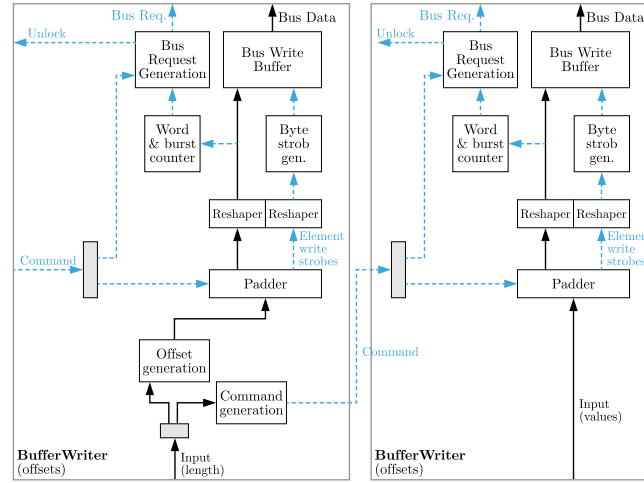 Bus Req.
Bus Data
Unlock
Bus
Request
Generation
Bus Write
Buffer
Word
& burst
counter
Byte
strob
gen.
Reshaper
Reshaper
Element
write
strobes
Command
Padder
Offset
generation
Command
generation
Input
(length)
BufferWriter
(offsets)
Command
Bus Req.
Bus Data
Unlock
Bus
Request
Generation
Bus Write
Buffer
Word
& burst
counter
Byte
strob
gen.
Reshaper
Reshaper
Element
write
strobes
Padder
Input
(values)
BufferWriter
(offsets)